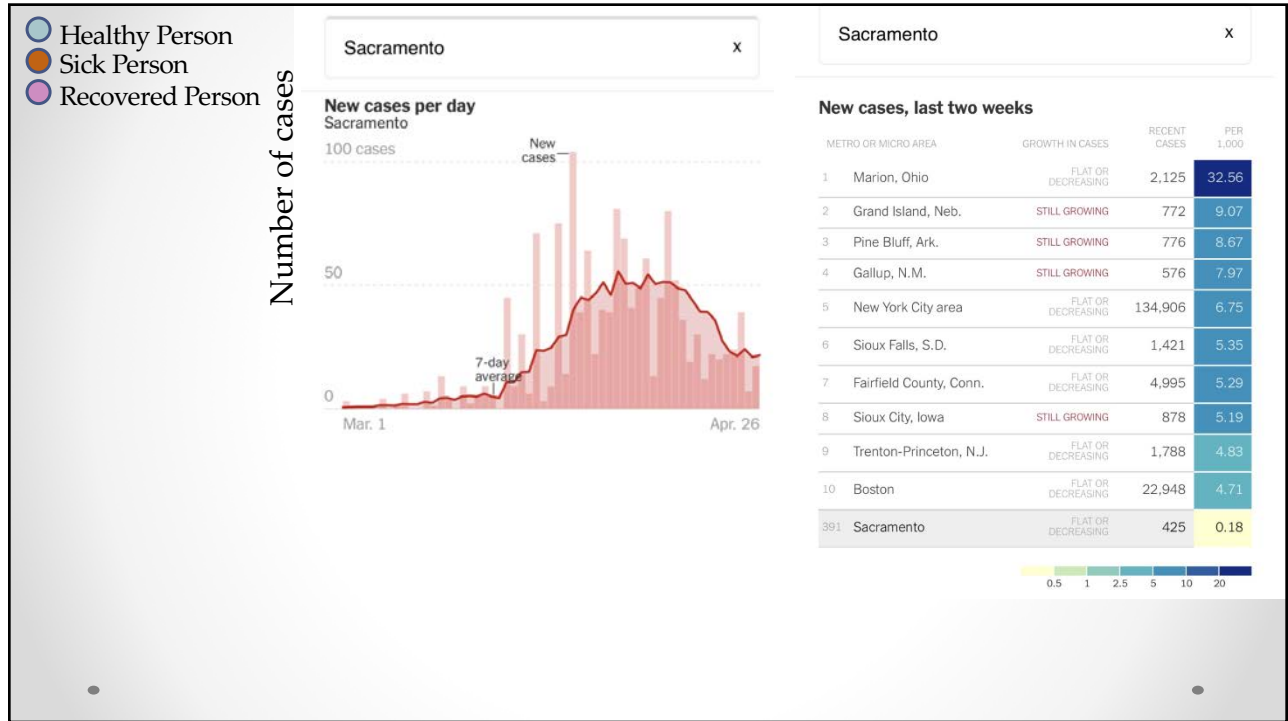 Healthy Person
Sick Person
Recovered Person
Number of cases
Sacramento x
New cases per day
Sacramento
100 cases
New
cases
50
7-day
average
0
Mar. 1 Apr. 26
Sacramento x
New cases, last two weeks
METRO OR MICRO AREA GROWTH IN CASES RECENT CASES PER 1,000
1 Marion, Ohio FLAT OR DECREASING 2,125 32.56
2 Grand Island, Neb. STILL GROWING 772 9.07
3 Pine Bluff, Ark. STILL GROWING 776 8.67
4 Gallup, N.M. STILL GROWING 576 7.97
5 New York City area FLAT OR DECREASING 134,906 6.75
6 Sioux Falls, S.D. FLAT OR DECREASING 1,421 5.35
7 Fairfield County, Conn. FLAT OR DECREASING 4,995 5.29
8 Sioux City, Iowa STILL GROWING 878 5.19
9 Trenton-Princeton, N.J. FLAT OR DECREASING 1,788 4.83
10 Boston FLAT OR DECREASING 22,948 4.71
391 Sacramento FLAT OR DECREASING 425 0.18
0.5 1 2.5 5 10 20